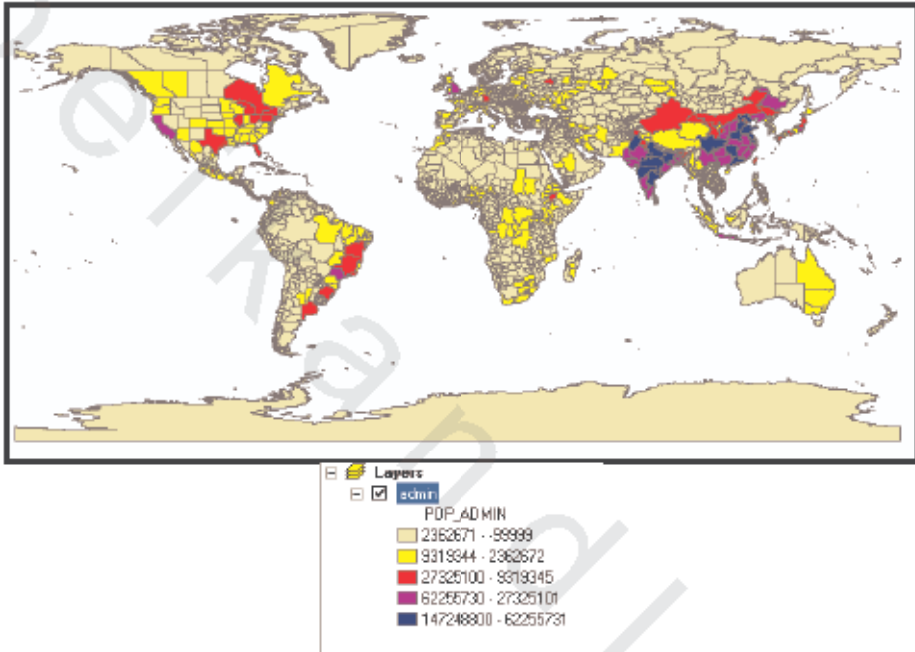 Layers
admin
POP_ADMIN
2362671 - -99999
9319344 - 2362672
27325100 - 9319345
62255730 - 27325101
147248800 - 62255731